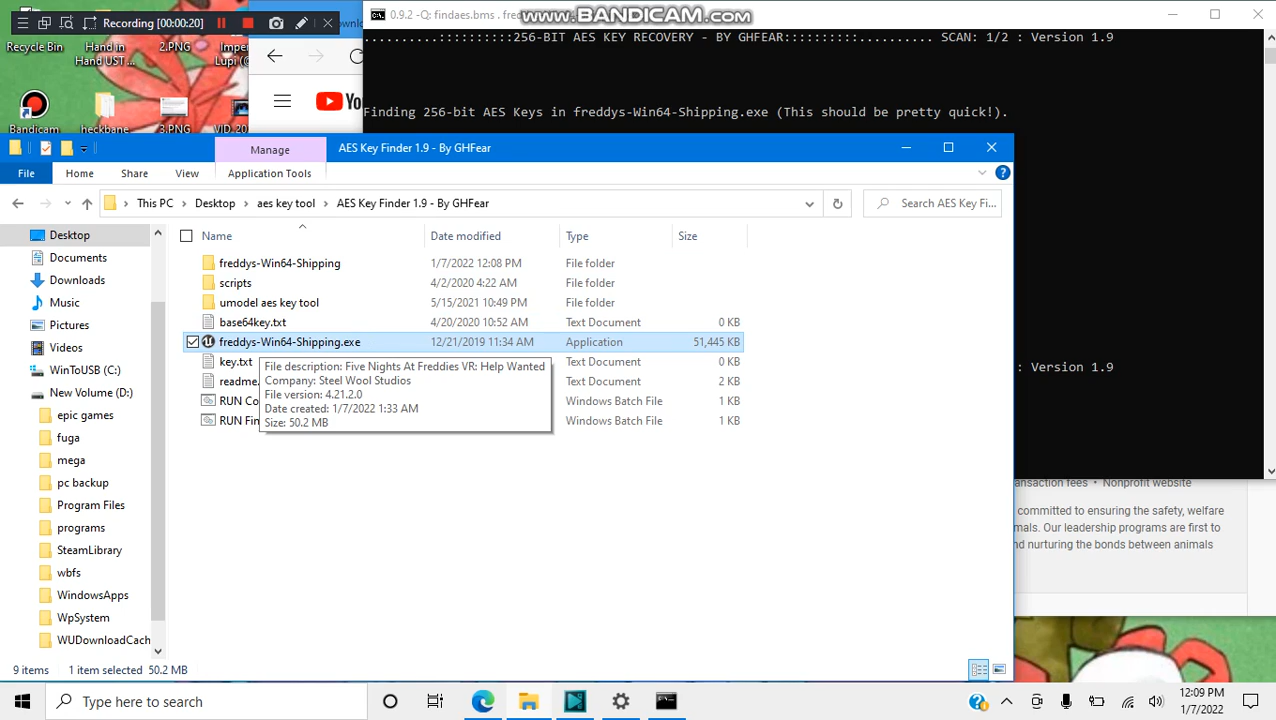 0.9.2 -Q: findaes.bms . fred
www.BANDICAM.com
Recording [00:00:20]
Recycle Bin
Hand in
Hand UST ...
2.PNG
Imper
Lupi (@
ownload
.........::::::::::256-BIT AES KEY RECOVERY - BY GHFEAR::::::::::.......... SCAN: 1/2 : Version 1.9
Yo
Finding 256-bit AES Keys in freddys-Win64-Shipping.exe (This should be pretty quick!).
Bandicam
heckbane
3.PNG
VID. 20
Manage
AES Key Finder 1.9 - By GHFear
File
Home
Share
View
Application Tools
This PC
Desktop
aes key tool
AES Key Finder 1.9 - By GHFear
Search AES Key Fi...
Name
Date modified
Type
Size
freddys-Win64-Shipping 1/7/2022 12:08 PM File folder
scripts 4/2/2020 4:22 AM File folder
umodel aes key tool 5/15/2021 10:49 PM File folder
base64key.txt 4/20/2020 10:52 AM Text Document 0 KB
freddys-Win64-Shipping.exe 12/21/2019 11:34 AM Application 51,445 KB
key.txt Text Document 0 KB
readme. Text Document 2 KB
RUN Co Windows Batch File 1 KB
RUN Fin Windows Batch File 1 KB
File description: Five Nights At Freddies VR: Help Wanted
Company: Steel Wool Studios
File version: 4.21.2.0
Date created: 1/7/2022 1:33 AM
Size: 50.2 MB
: Version 1.9
Desktop
Documents
Downloads
Music
Pictures
Videos
WinToUSB (C:)
New Volume (D:)
epic games
fuga
mega
pc backup
Program Files
programs
SteamLibrary
wbfs
WindowsApps
WpSystem
WUDownloadCach
ansaction fees • Nonprofit website
committed to ensuring the safety, welfare
mals. Our leadership programs are first to
nd nurturing the bonds between animals
9 items
1 item selected 50.2 MB
Type here to search
12:09 PM
1/7/2022